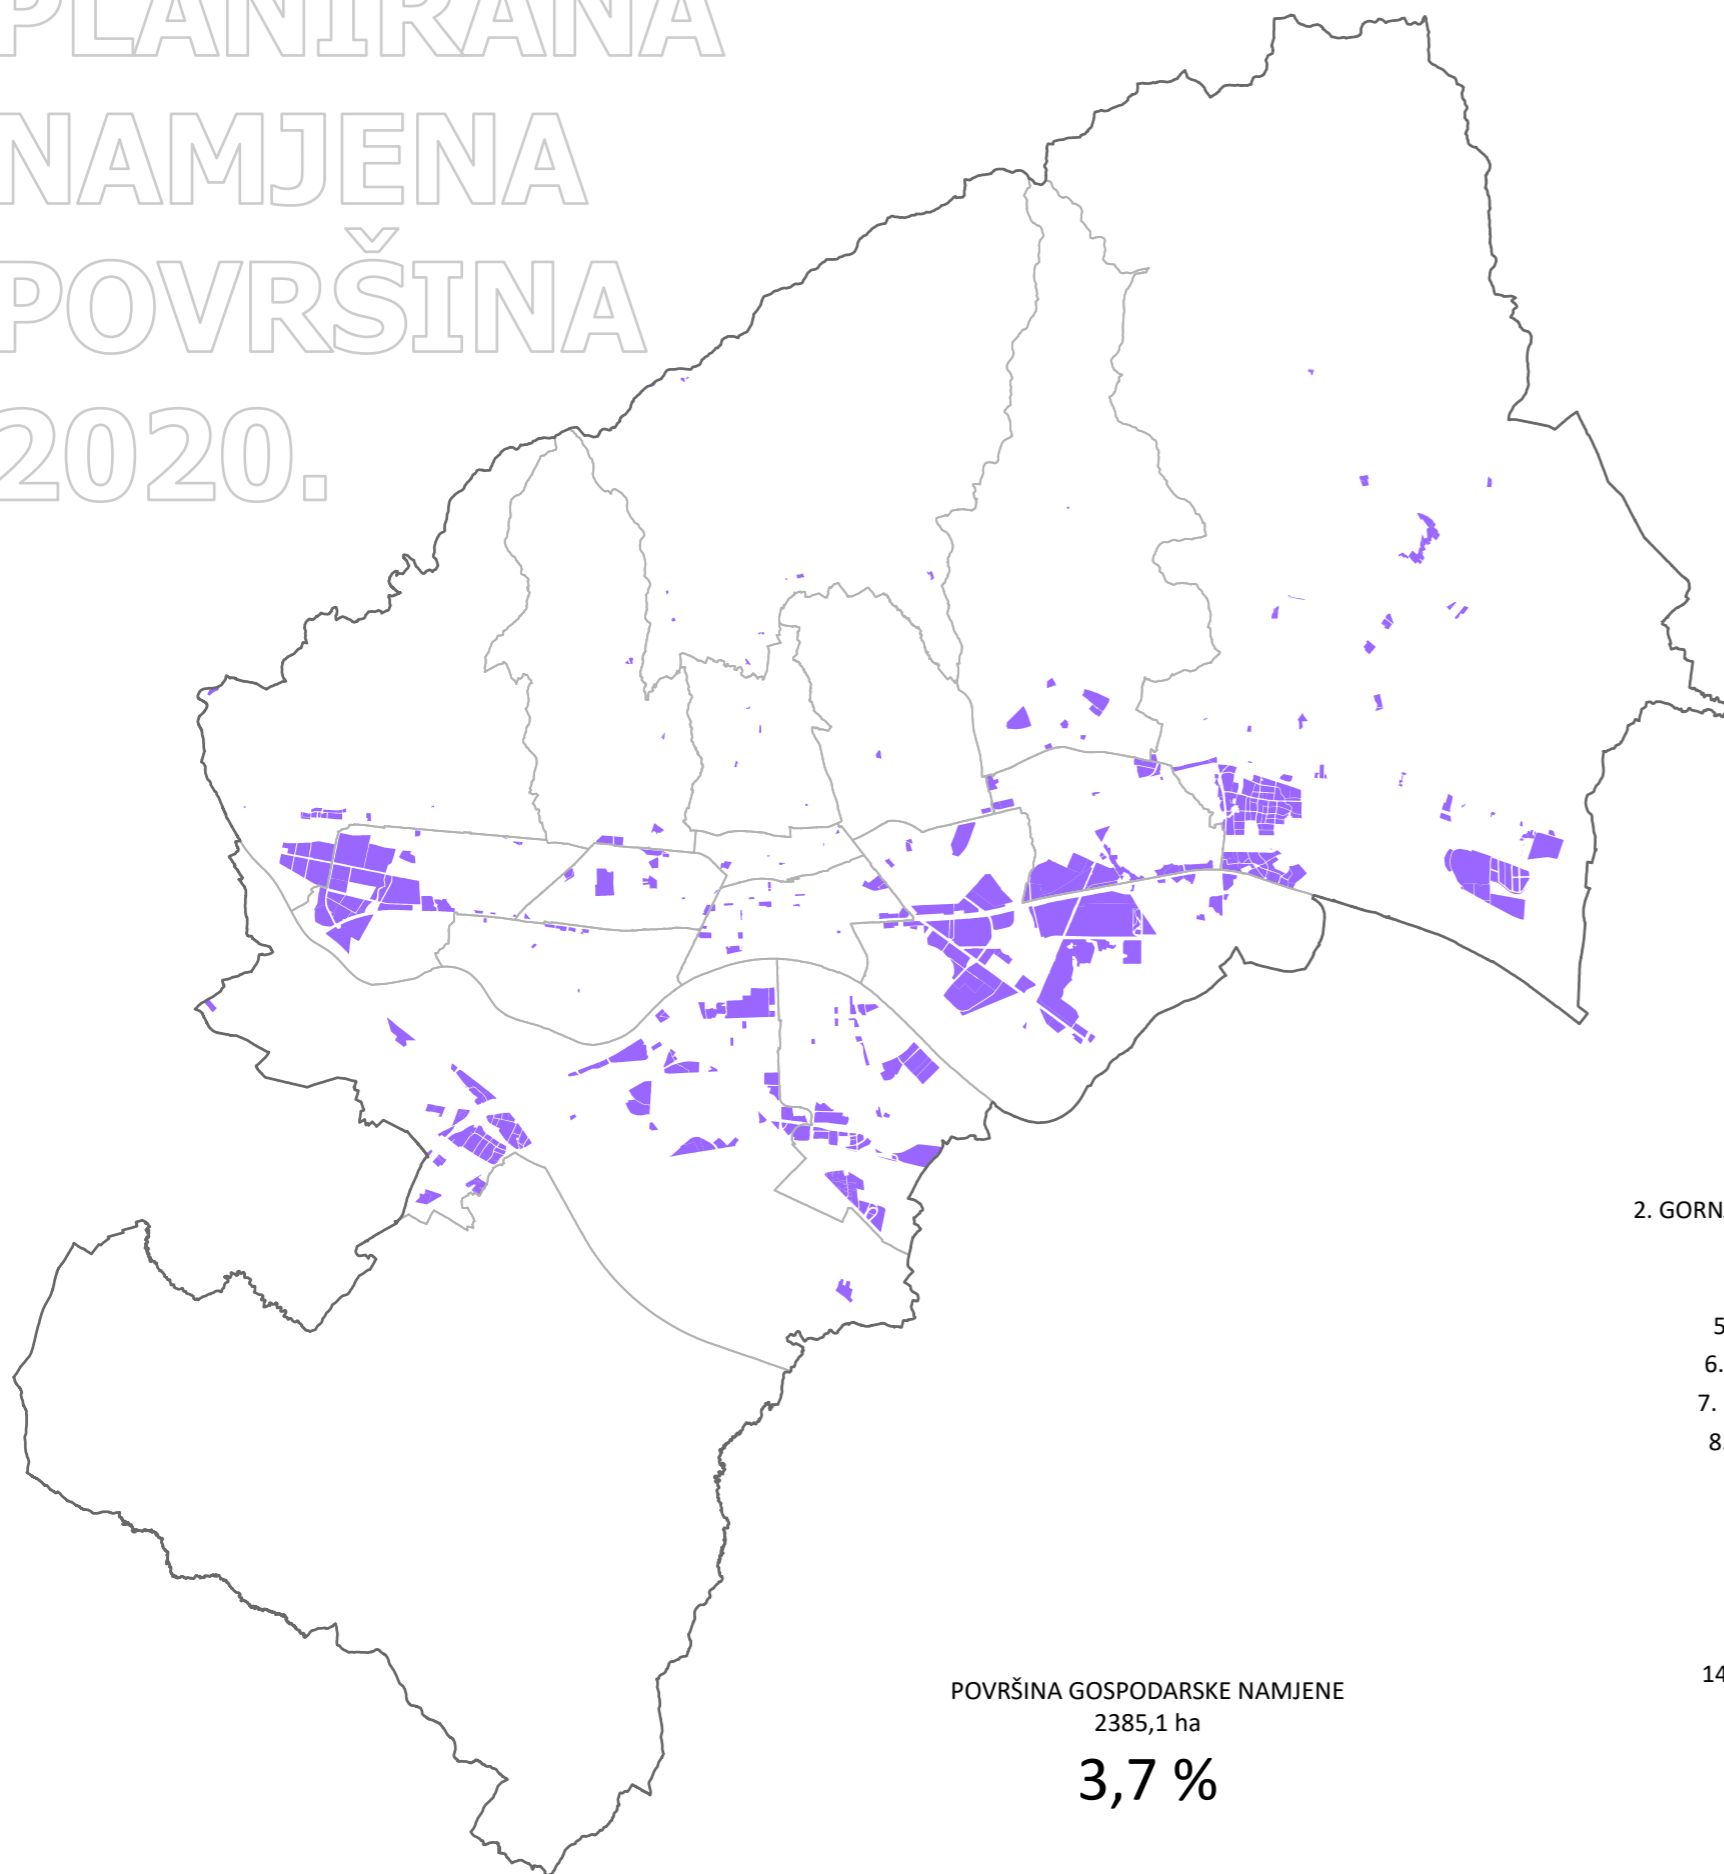 PLANIRANA
NAMJENA
POVRŠINA
2020.
2. GORN
5
6.
7.
8.
14
POVRŠINA GOSPODARSKE NAMJENE
2385,1 ha
3,7 %